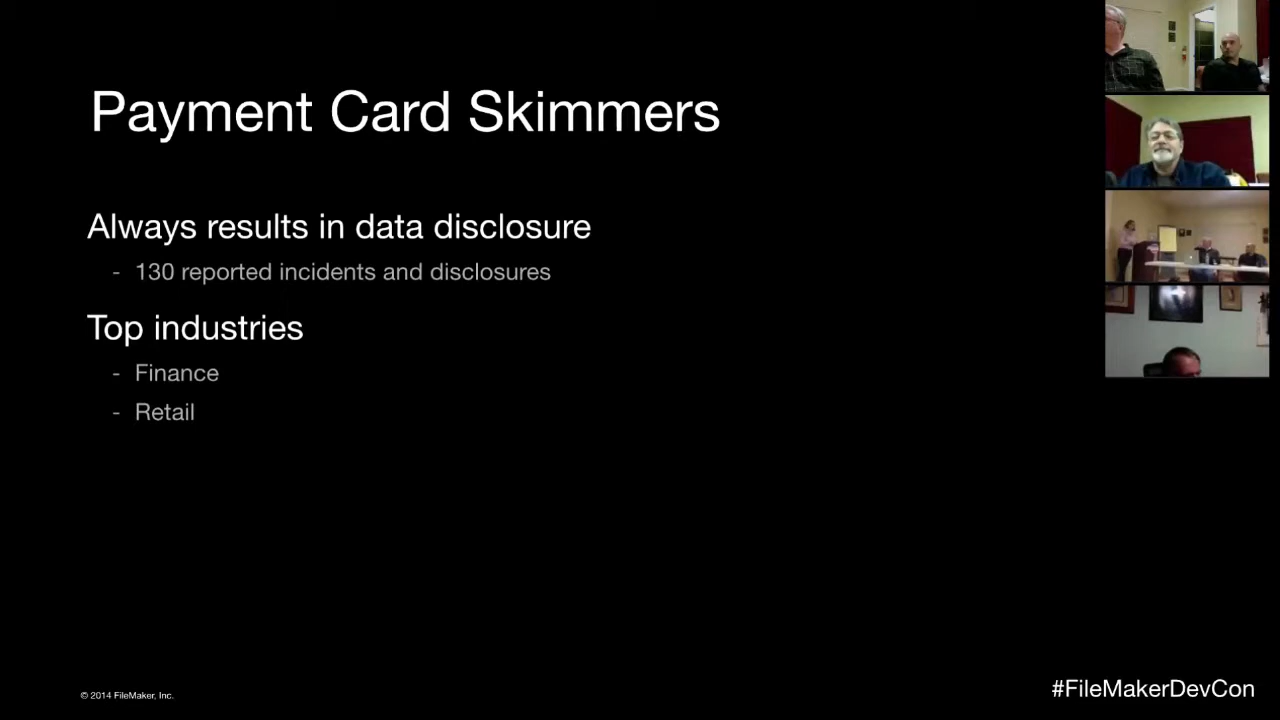 Payment Card Skimmers
Always results in data disclosure
- 130 reported incidents and disclosures
Top industries
- Finance
- Retail
© 2014 FileMaker, Inc.
#FileMakerDevCon